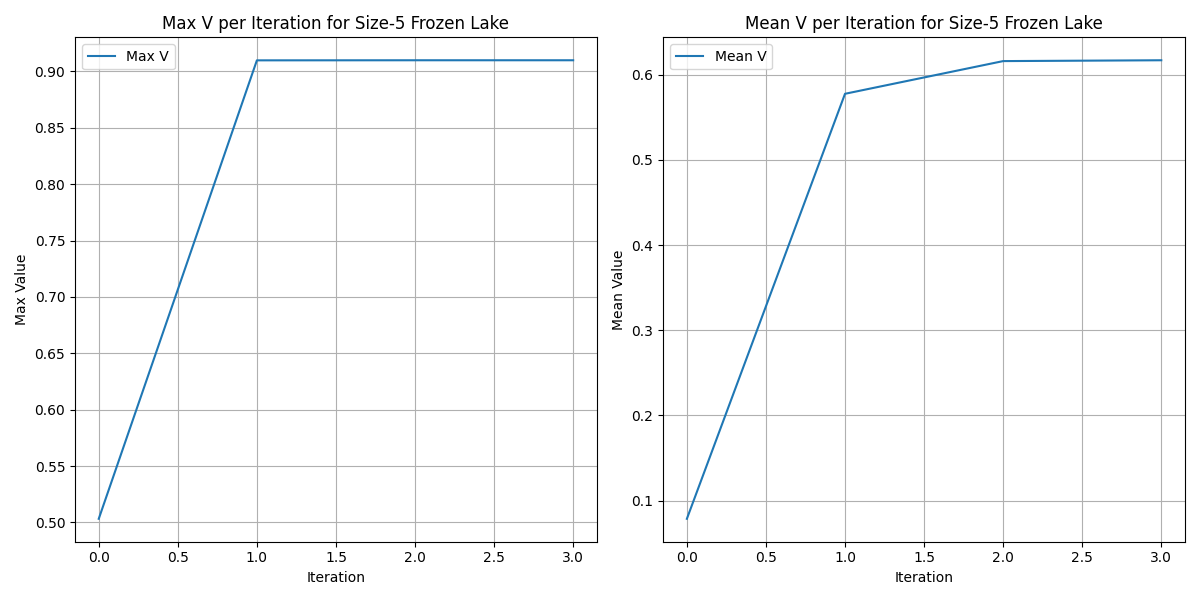 Max V per Iteration for Size-5 Frozen Lake
Max V
0.90
0.85
0.80
0.75
0.70
0.65
0.60
0.55
0.50
Max Value
0.0 0.5 1.0 1.5 2.0 2.5 3.0
Iteration
Mean V per Iteration for Size-5 Frozen Lake
Mean V
0.6
0.5
0.4
0.3
0.2
0.1
Mean Value
0.0 0.5 1.0 1.5 2.0 2.5 3.0
Iteration